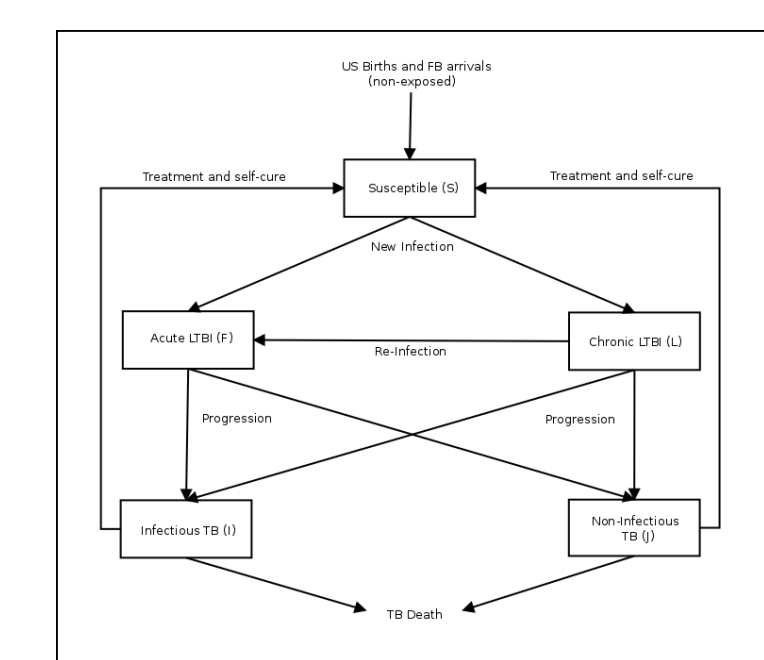 US Births and FB arrivals
(non-exposed)
Treatment and self-cure
Treatment and self-cure
Susceptible (S)
New Infection
Acute LTBI (F)
Chronic LTBI (L)
Re-Infection
Progression
Progression
Infectious TB (I)
Non-Infectious
TB (J)
TB Death